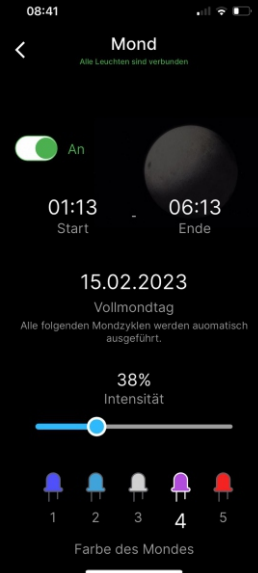 08:41
Mond
Alle Leuchten sind verbunden
An
01:13 - 06:13
Start Ende
15.02.2023
Vollmondtag
Alle folgenden Mondzyklen werden auomatisch
ausgeführt.
38%
Intensität
1 2 3 4 5
Farbe des Mondes